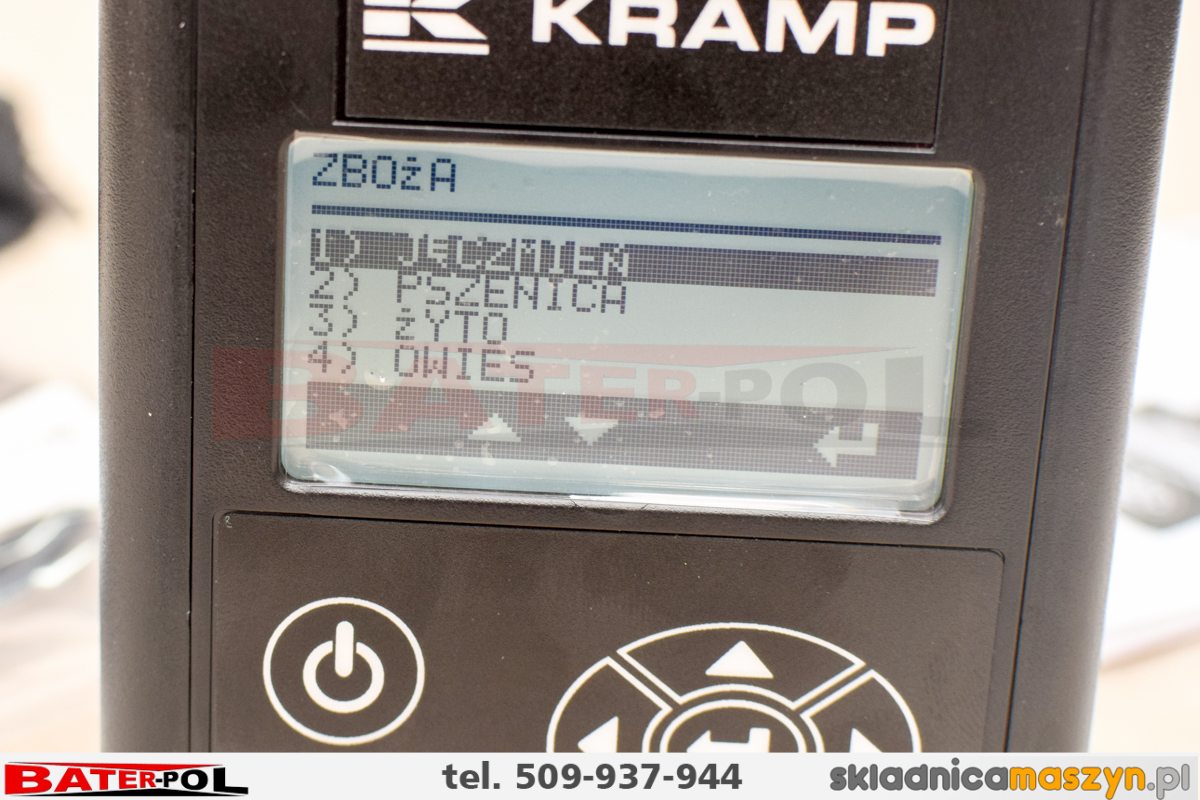 KRAMP
ZBOżA
1) JĘCZMIEŃ
2) PSZENICA
3) żYTO
4) OWIES
BATER-POL
BATER-POL
tel. 509-937-944
składnicamaszyn.pl